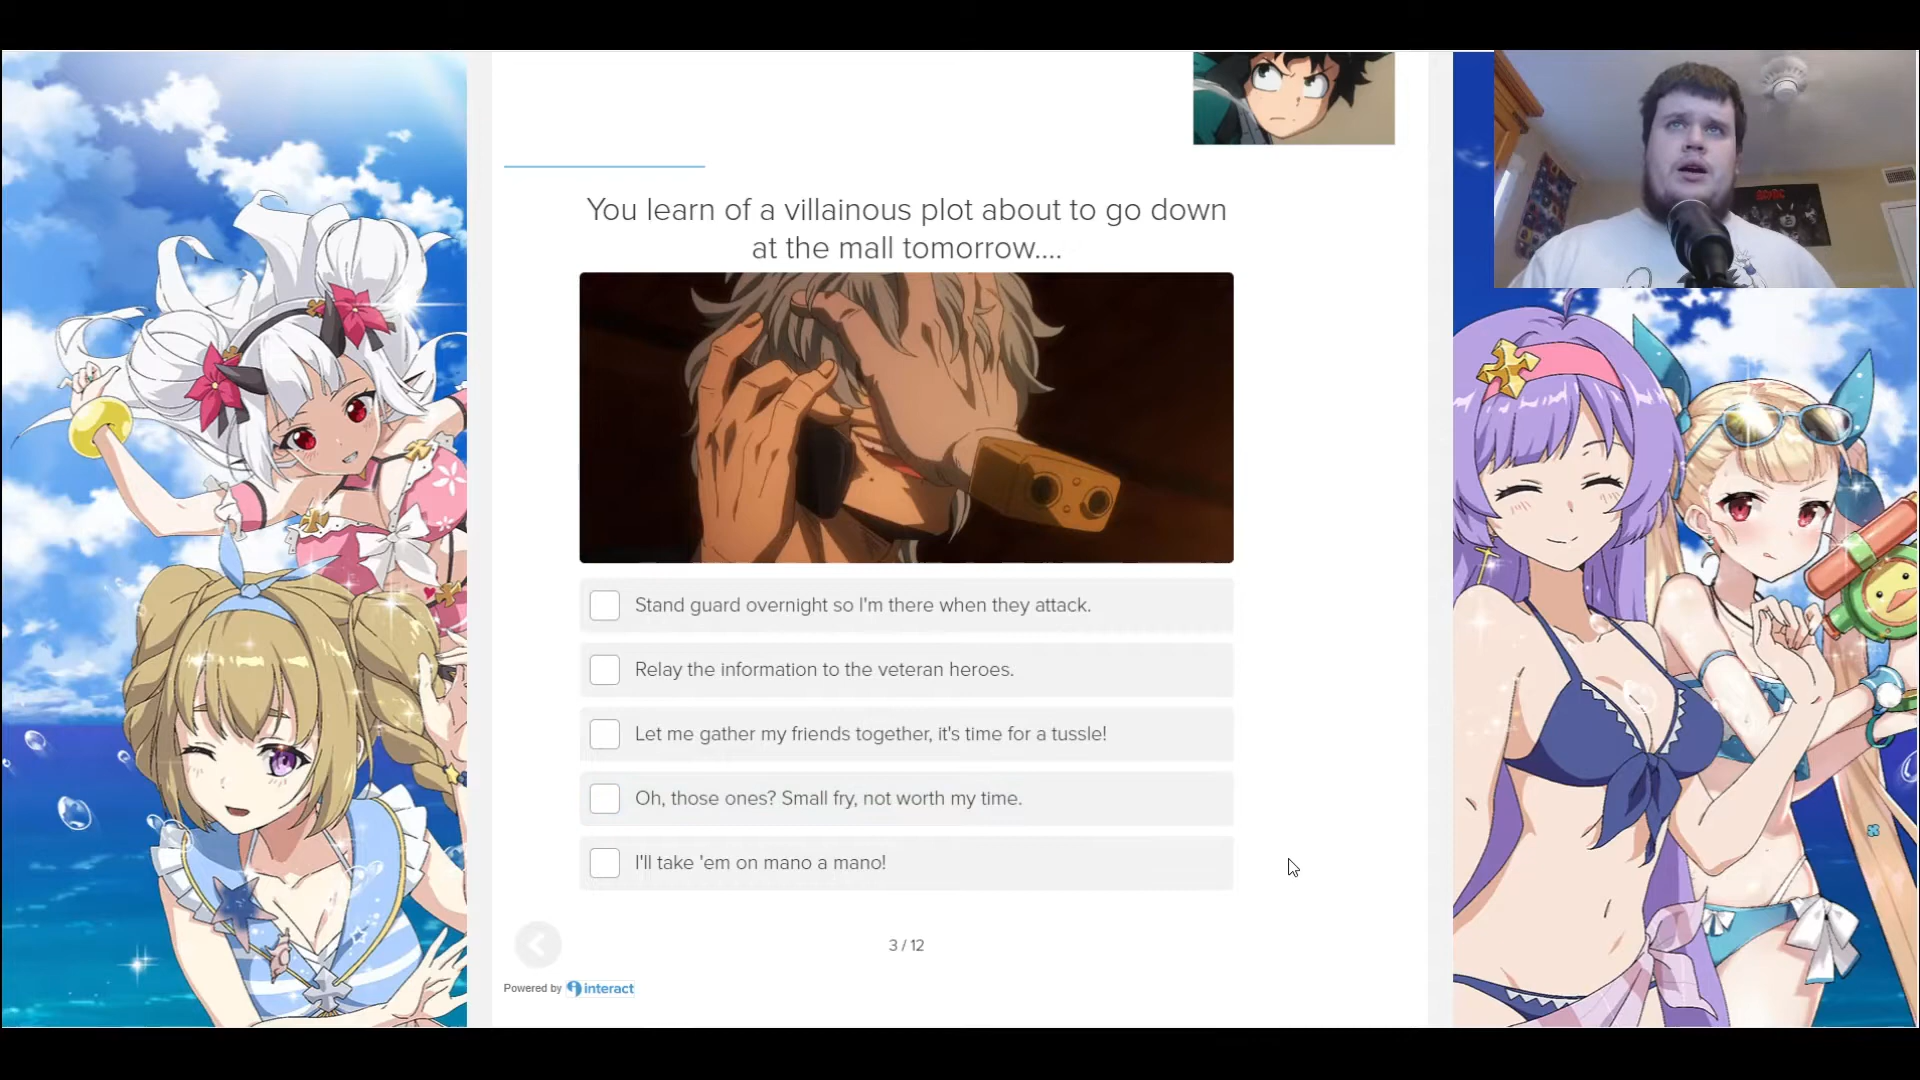 AC/DC
You learn of a villainous plot about to go down
at the mall tomorrow....
Stand guard overnight so I'm there when they attack.
Relay the information to the veteran heroes.
Let me gather my friends together, it's time for a tussle!
Oh, those ones? Small fry, not worth my time.
I'll take 'em on mano a mano!
3 / 12
Powered by interact